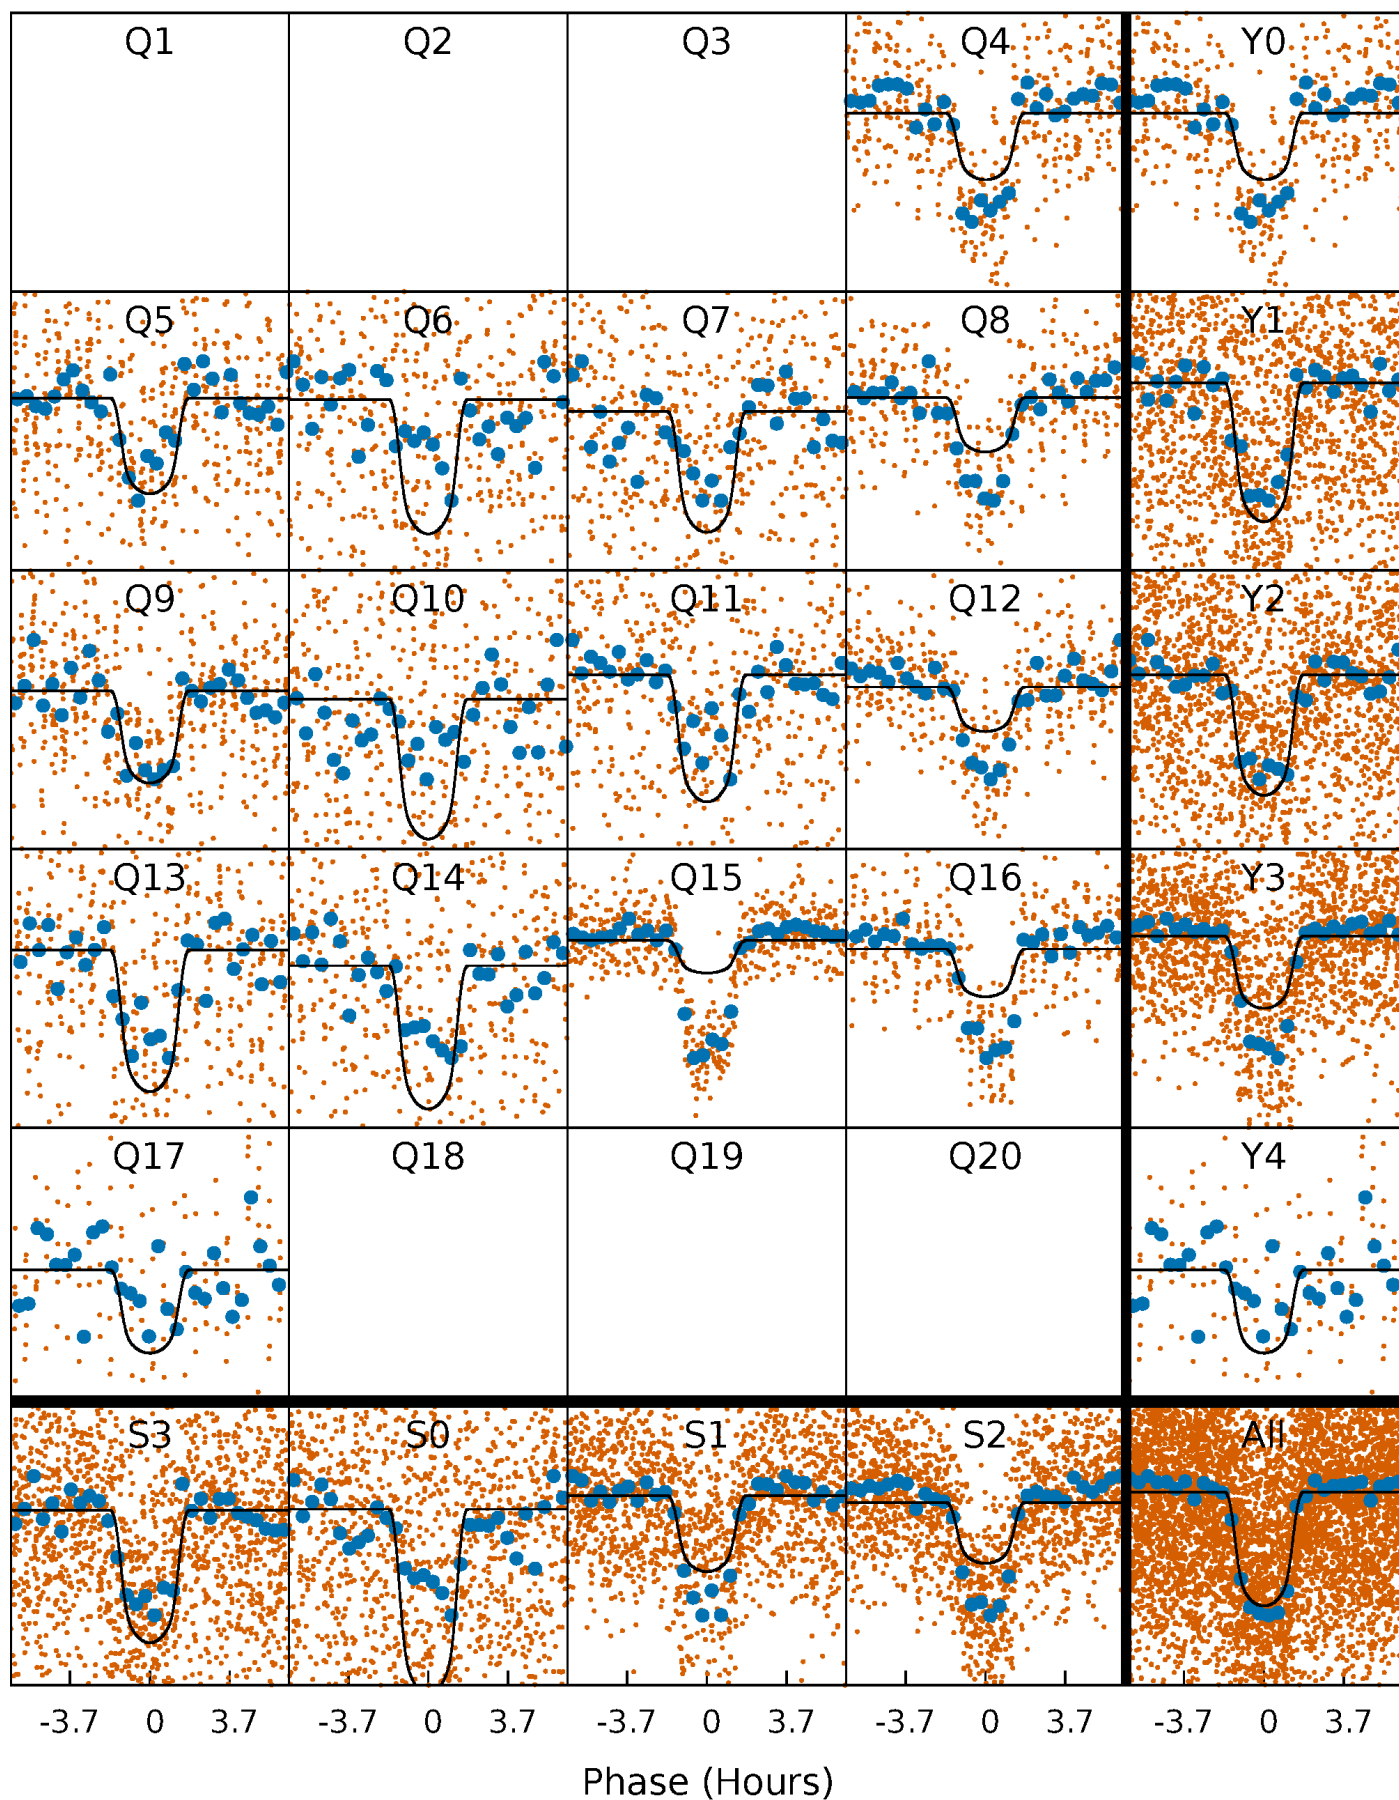 Q1 Q2 Q3 Q4 Y0
Q5 Q6 Q7 Q8 Y1
Q9 Q10 Q11 Q12 Y2
Q13 Q14 Q15 Q16 Y3
Q17 Q18 Q19 Q20 Y4
S3 S0 S1 S2 All
-3.7 0 3.7 -3.7 0 3.7 -3.7 0 3.7 -3.7 0 3.7 -3.7 0 3.7
Phase (Hours)